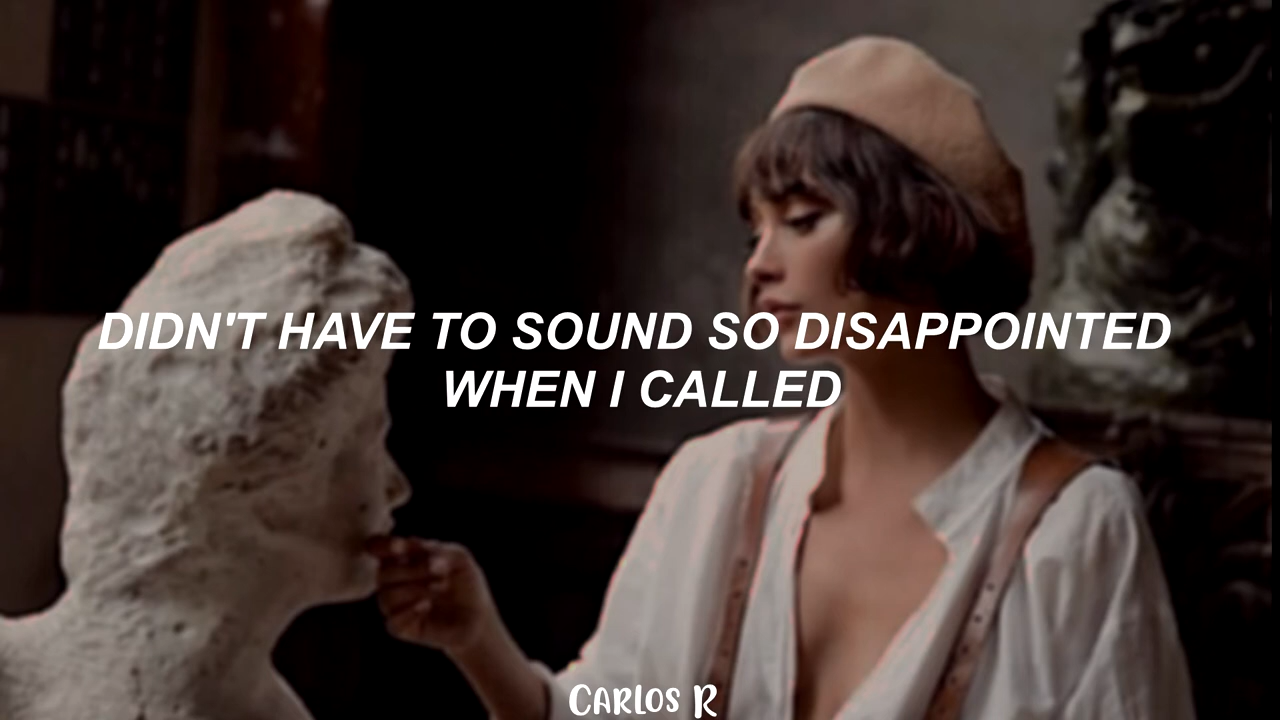 DIDN'T HAVE TO SOUND SO DISAPPOINTED
WHEN I CALLED
CARLOS R